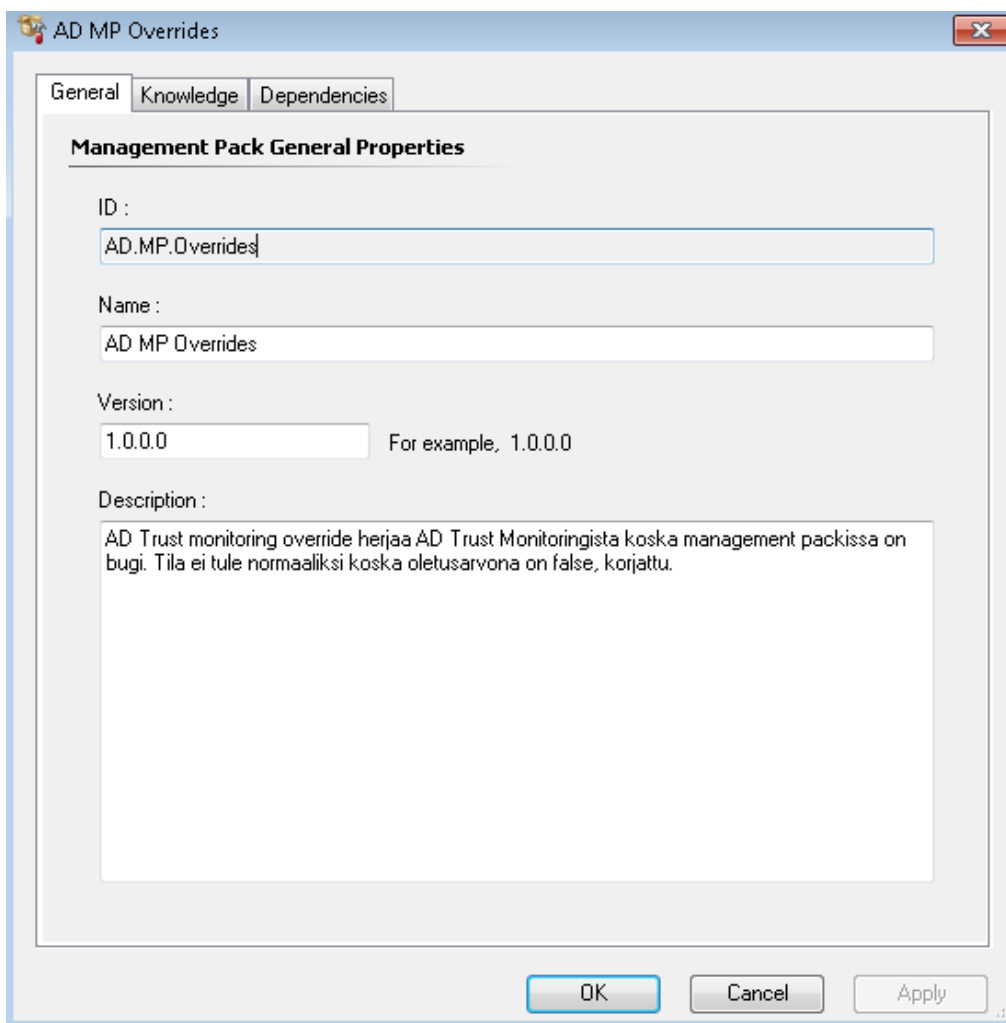 AD MP Overrides
General Knowledge Dependencies
Management Pack General Properties
ID :
AD.MP.Overrides
Name :
AD MP Overrides
Version :
1.0.0.0 For example, 1.0.0.0
Description :
AD Trust monitoring override herjaa AD Trust Monitoringista koska management packissa on
bugi. Tila ei tule normaaliksi koska oletusarvona on false, korjattu.
OK Cancel Apply